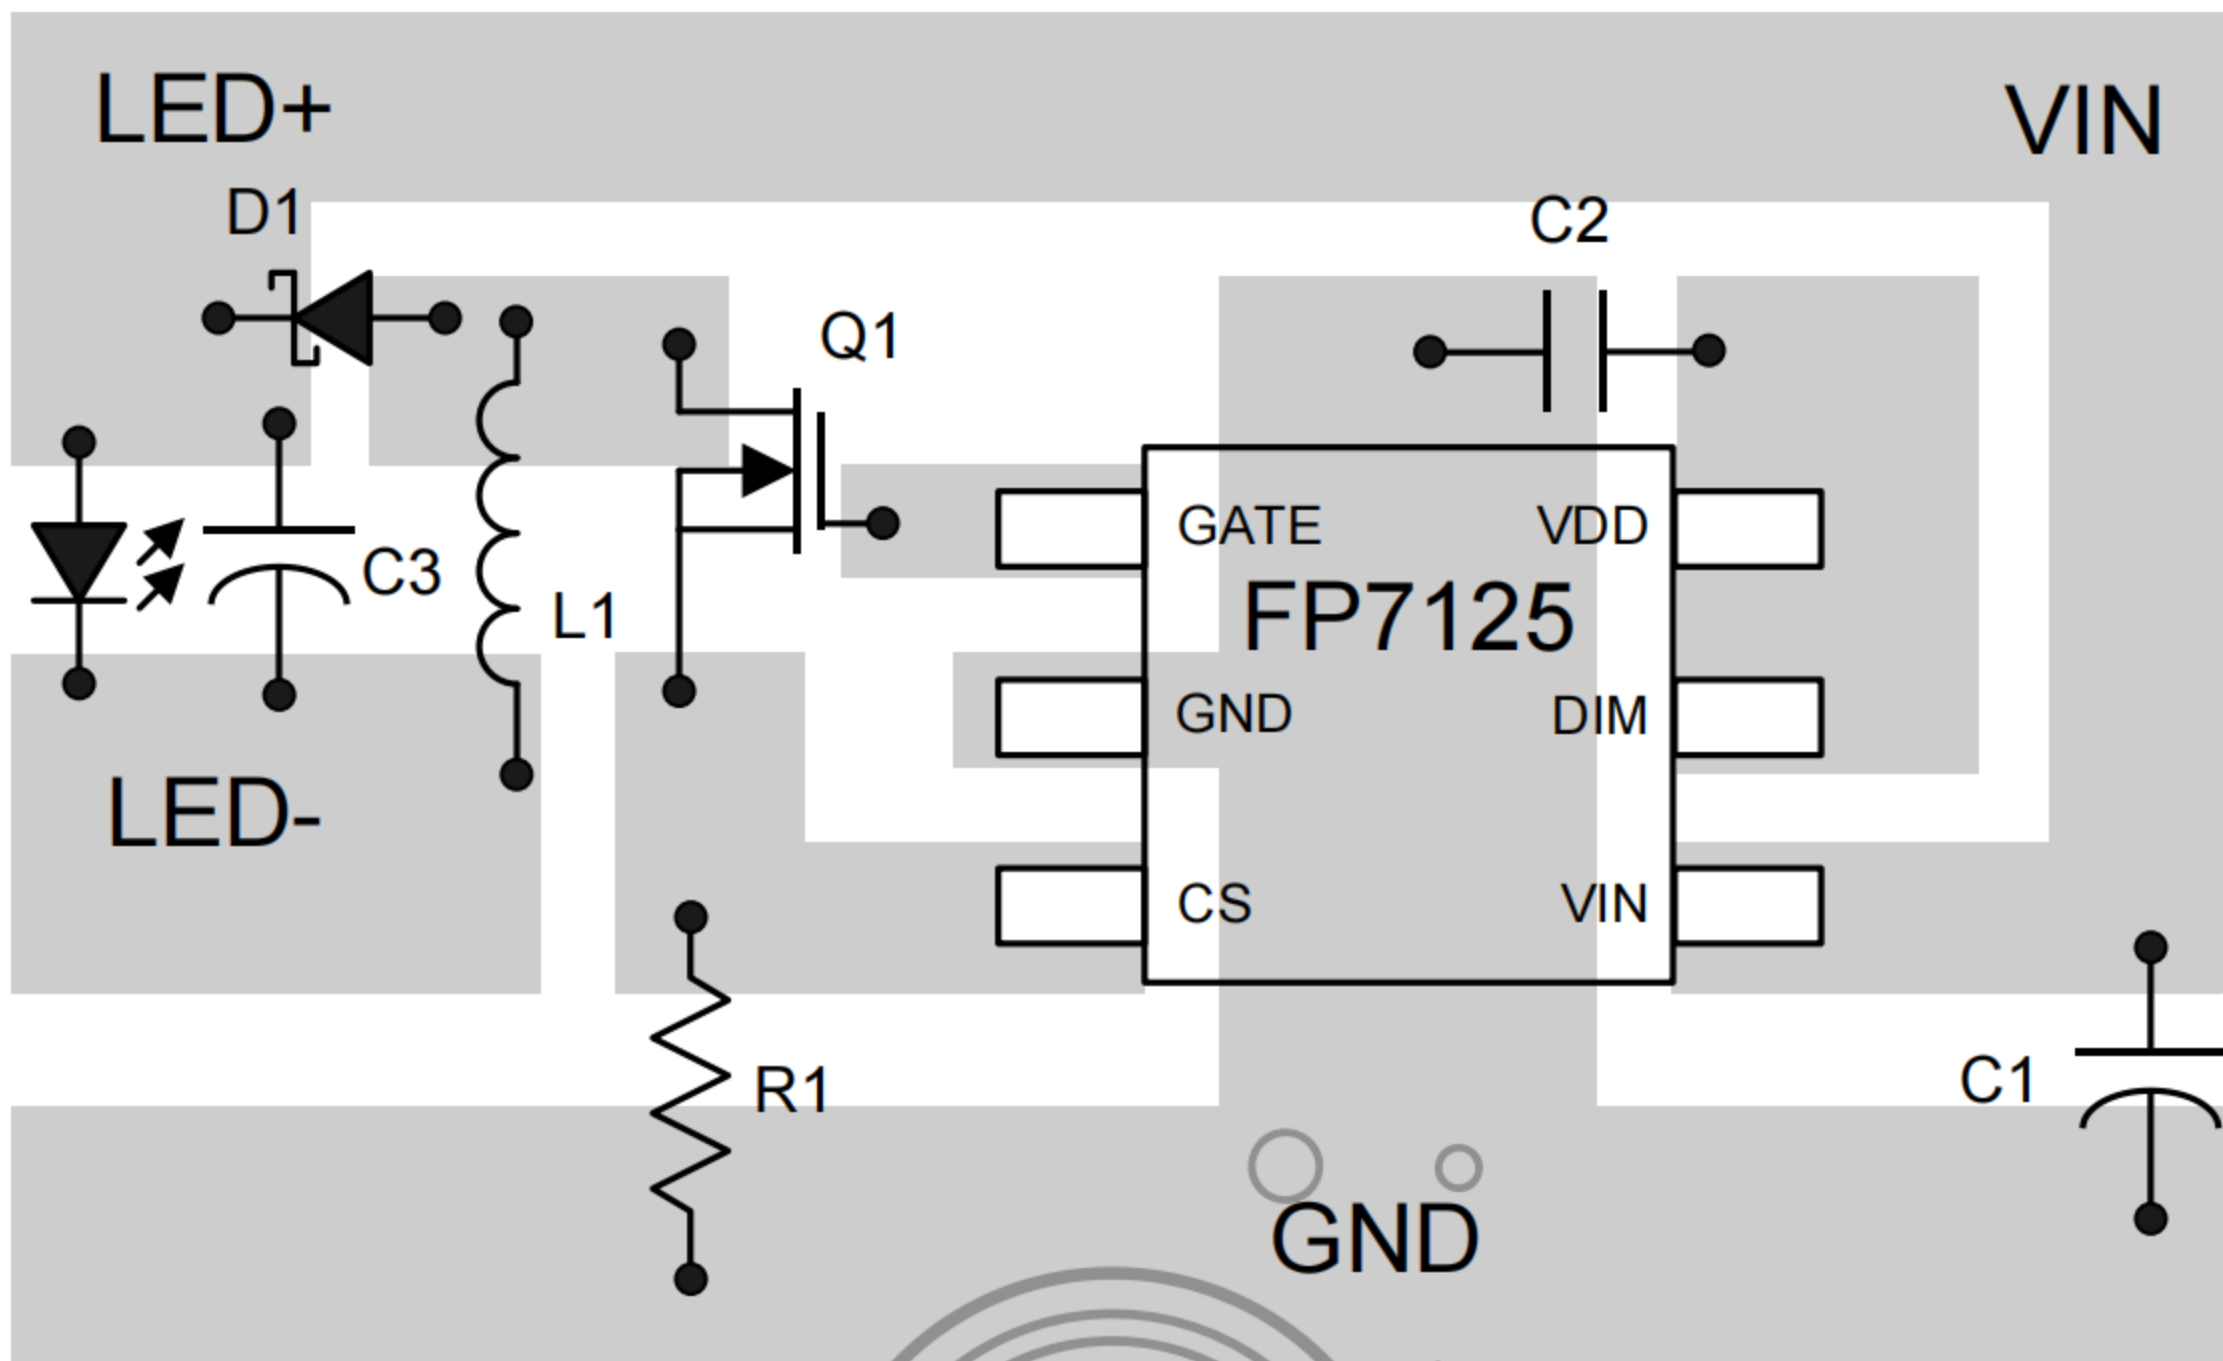 LED+
VIN
D1
C2
Q1
GATE
VDD
FP7125
C3
L1
GND
DIM
LED-
CS
VIN
R1
C1
GND